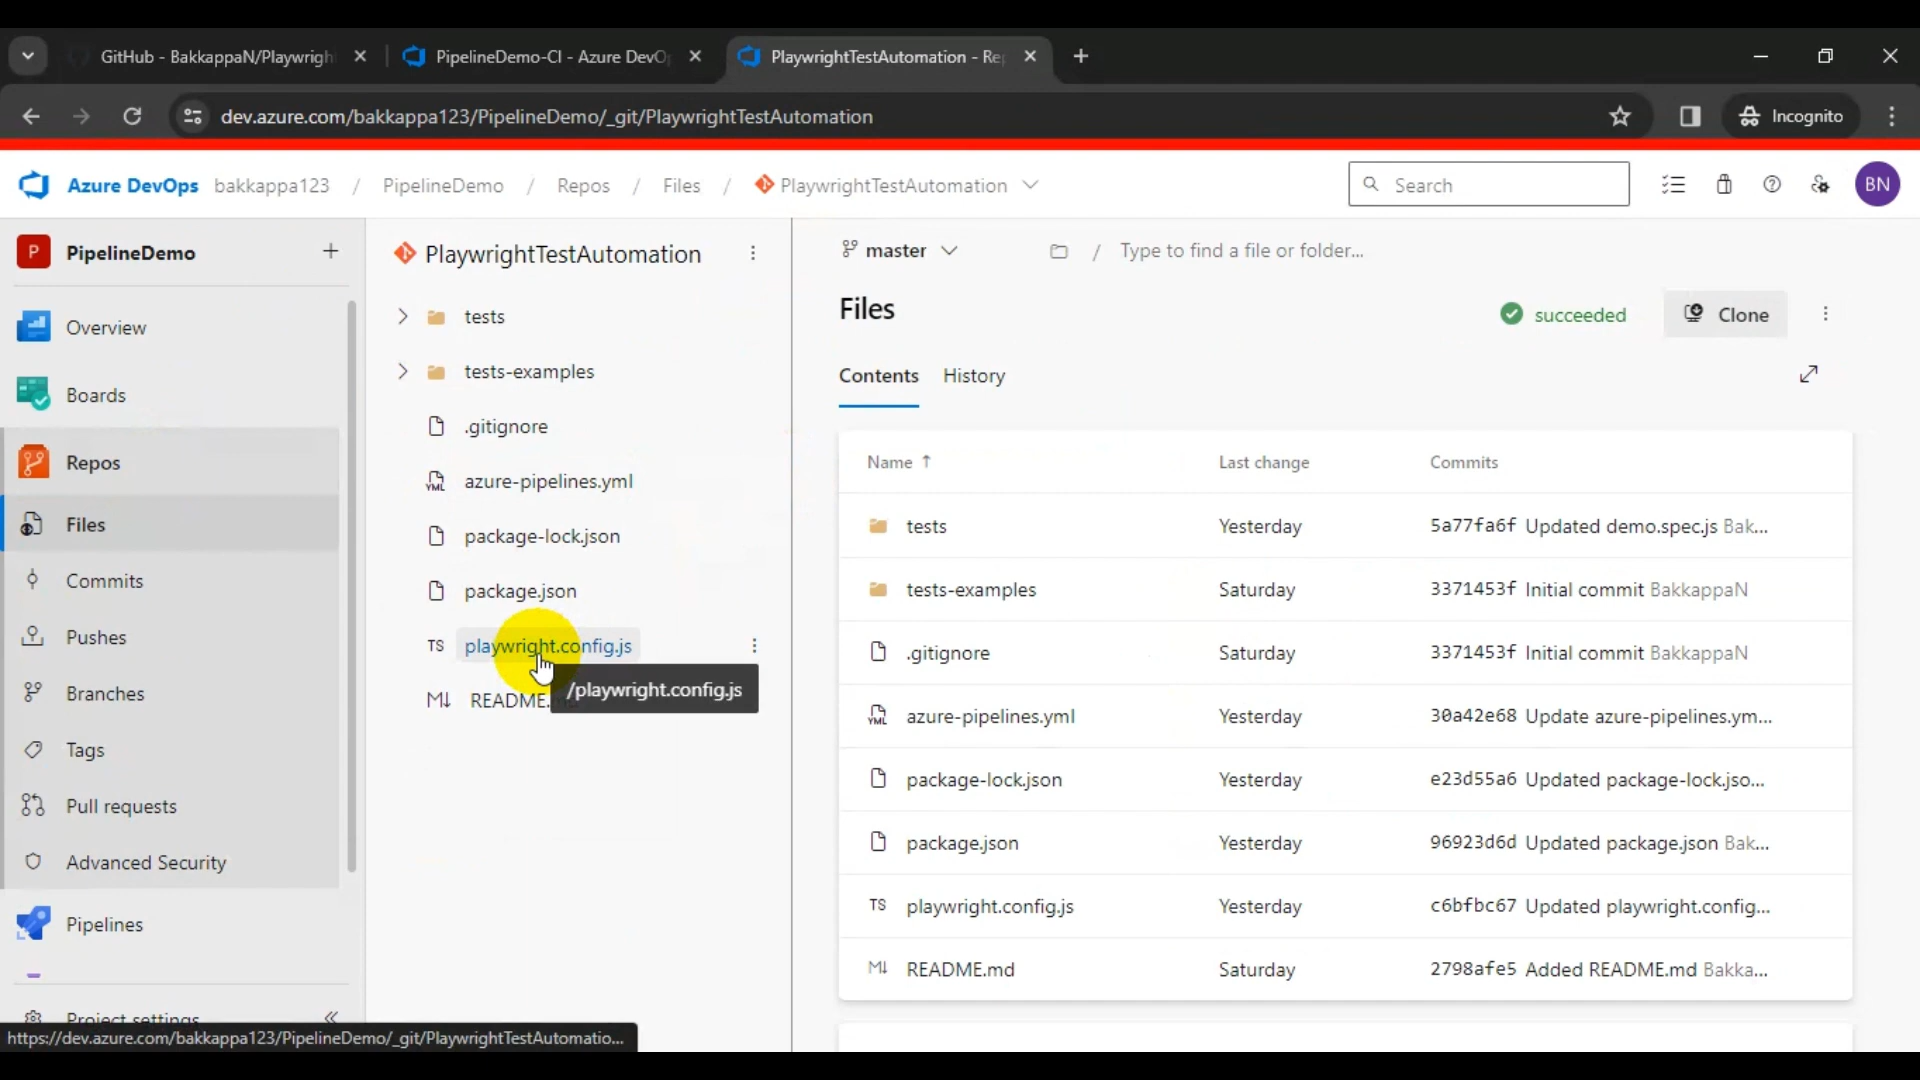 GitHub - BakkappaN/Playwrigh
PipelineDemo-CI - Azure DevO
PlaywrightTestAutomation - Re
dev.azure.com/bakkappa123/PipelineDemo/_git/PlaywrightTestAutomation
Incognito
Azure DevOps bakkappa123 / PipelineDemo / Repos / Files / PlaywrightTestAutomation
Search
BN
P PipelineDemo
Overview
Boards
Repos
Files
Commits
Pushes
Branches
Tags
Pull requests
Advanced Security
Pipelines
Project settings
https://dev.azure.com/bakkappa123/PipelineDemo/_git/PlaywrightTestAutomatio...
PlaywrightTestAutomation
tests
tests-examples
.gitignore
YML azure-pipelines.yml
package-lock.json
package.json
TS playwright.config.js
/playwright.config.js
M↓ README.
master / Type to find a file or folder...
Files
succeeded
Clone
Contents History
Name ↑ Last change Commits
tests Yesterday 5a77fa6f Updated demo.spec.js Bak...
tests-examples Saturday 3371453f Initial commit BakkappaN
.gitignore Saturday 3371453f Initial commit BakkappaN
YML azure-pipelines.yml Yesterday 30a42e68 Update azure-pipelines.ym...
package-lock.json Yesterday e23d55a6 Updated package-lock.jso...
package.json Yesterday 96923d6d Updated package.json Bak...
TS playwright.config.js Yesterday c6bfbc67 Updated playwright.config...
M↓ README.md Saturday 2798afe5 Added README.md Bakka...